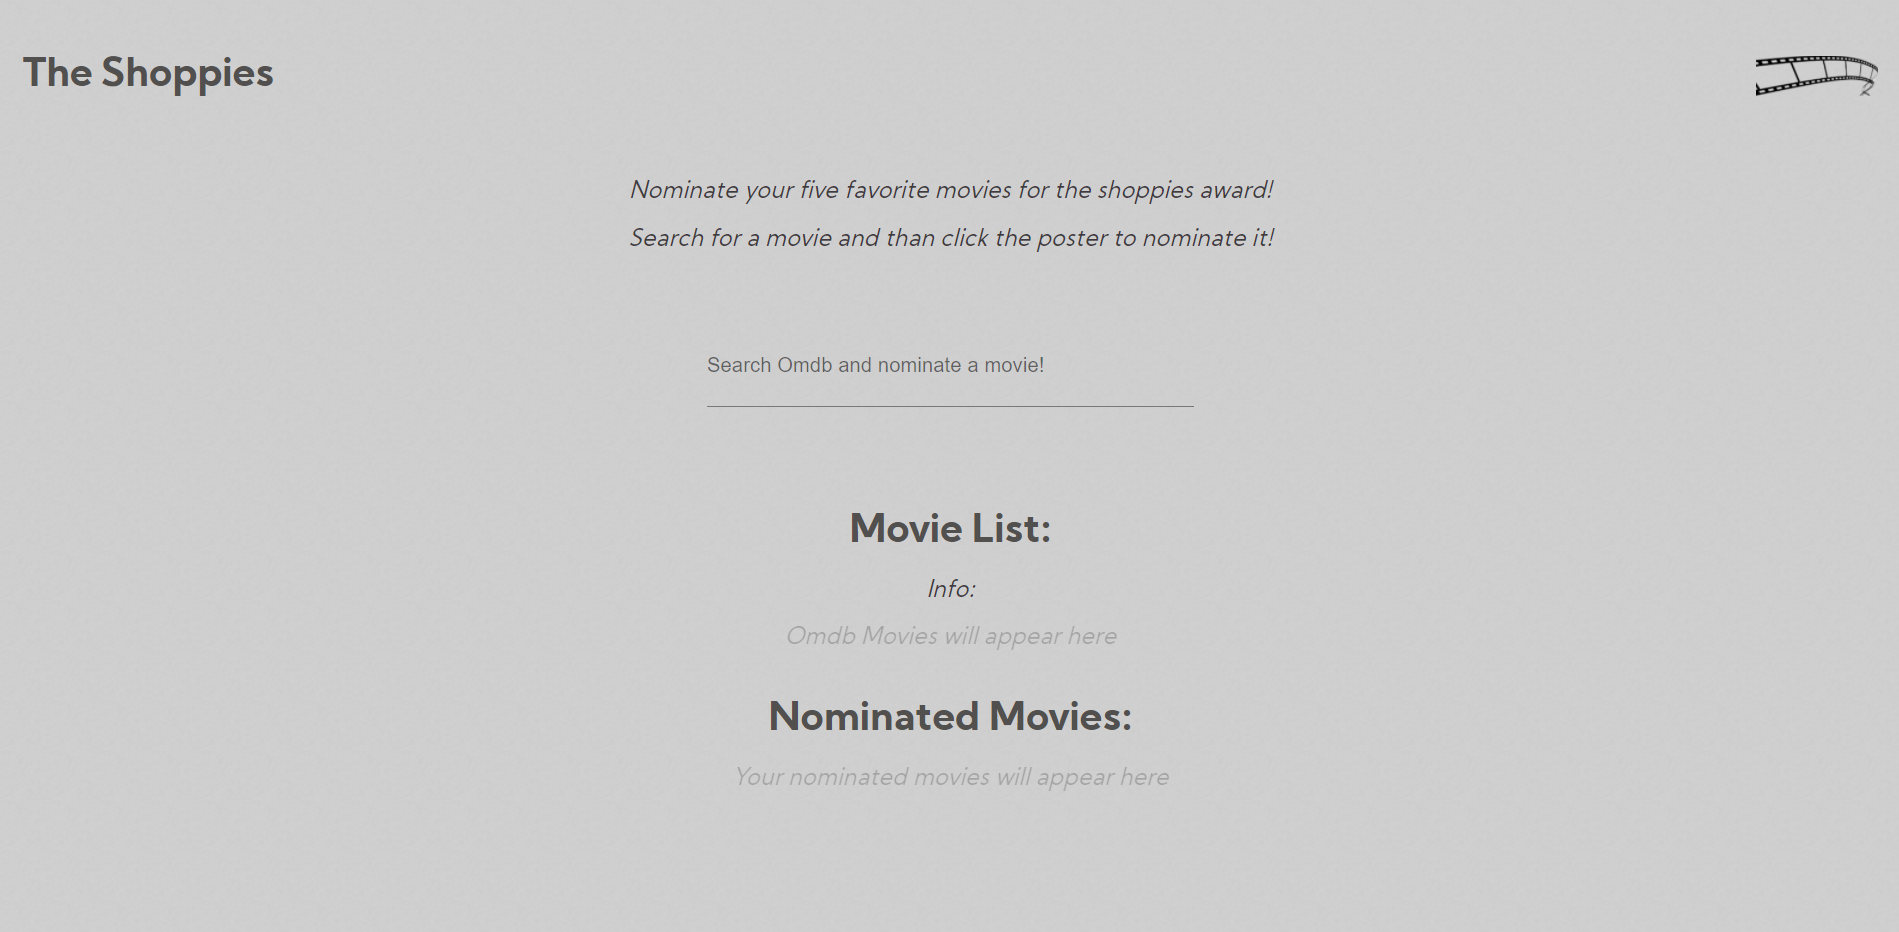 The Shoppies
Nominate your five favorite movies for the shoppies award!
Search for a movie and than click the poster to nominate it!
Search Omdb and nominate a movie!
Movie List:
Info:
Omdb Movies will appear here
Nominated Movies:
Your nominated movies will appear here